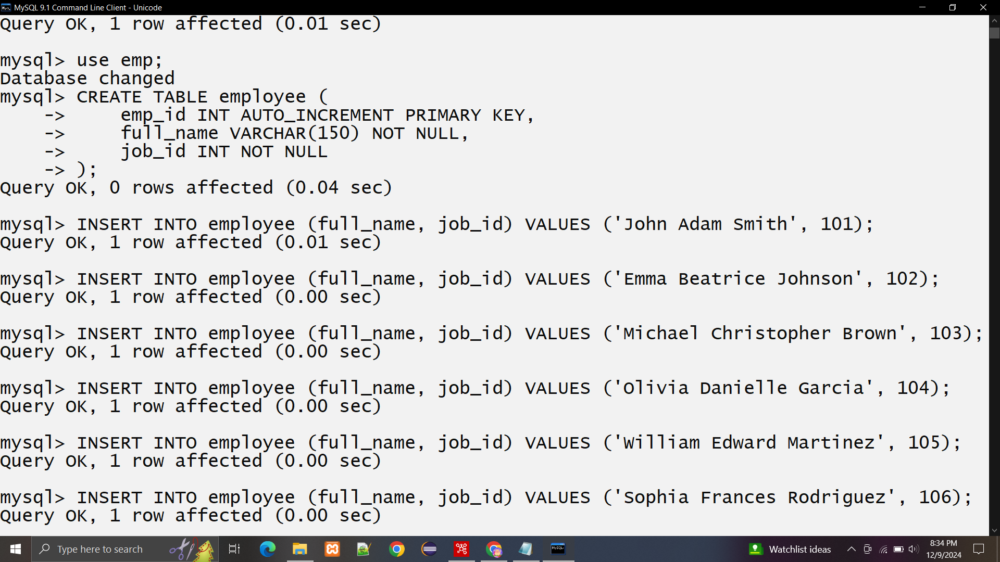 MySQL 9.1 Command Line Client - Unicode
Query OK, 1 row affected (0.01 sec)
mysql> use emp;
Database changed
mysql> CREATE TABLE employee (
    ->     emp_id INT AUTO_INCREMENT PRIMARY KEY,
    ->     full_name VARCHAR(150) NOT NULL,
    ->     job_id INT NOT NULL
    -> );
Query OK, 0 rows affected (0.04 sec)
mysql> INSERT INTO employee (full_name, job_id) VALUES ('John Adam Smith', 101);
Query OK, 1 row affected (0.01 sec)
mysql> INSERT INTO employee (full_name, job_id) VALUES ('Emma Beatrice Johnson', 102);
Query OK, 1 row affected (0.00 sec)
mysql> INSERT INTO employee (full_name, job_id) VALUES ('Michael Christopher Brown', 103);
Query OK, 1 row affected (0.00 sec)
mysql> INSERT INTO employee (full_name, job_id) VALUES ('Olivia Danielle Garcia', 104);
Query OK, 1 row affected (0.00 sec)
mysql> INSERT INTO employee (full_name, job_id) VALUES ('William Edward Martinez', 105);
Query OK, 1 row affected (0.00 sec)
mysql> INSERT INTO employee (full_name, job_id) VALUES ('Sophia Frances Rodriguez', 106);
Query OK, 1 row affected (0.00 sec)
Type here to search
Watchlist ideas
8:34 PM
12/9/2024